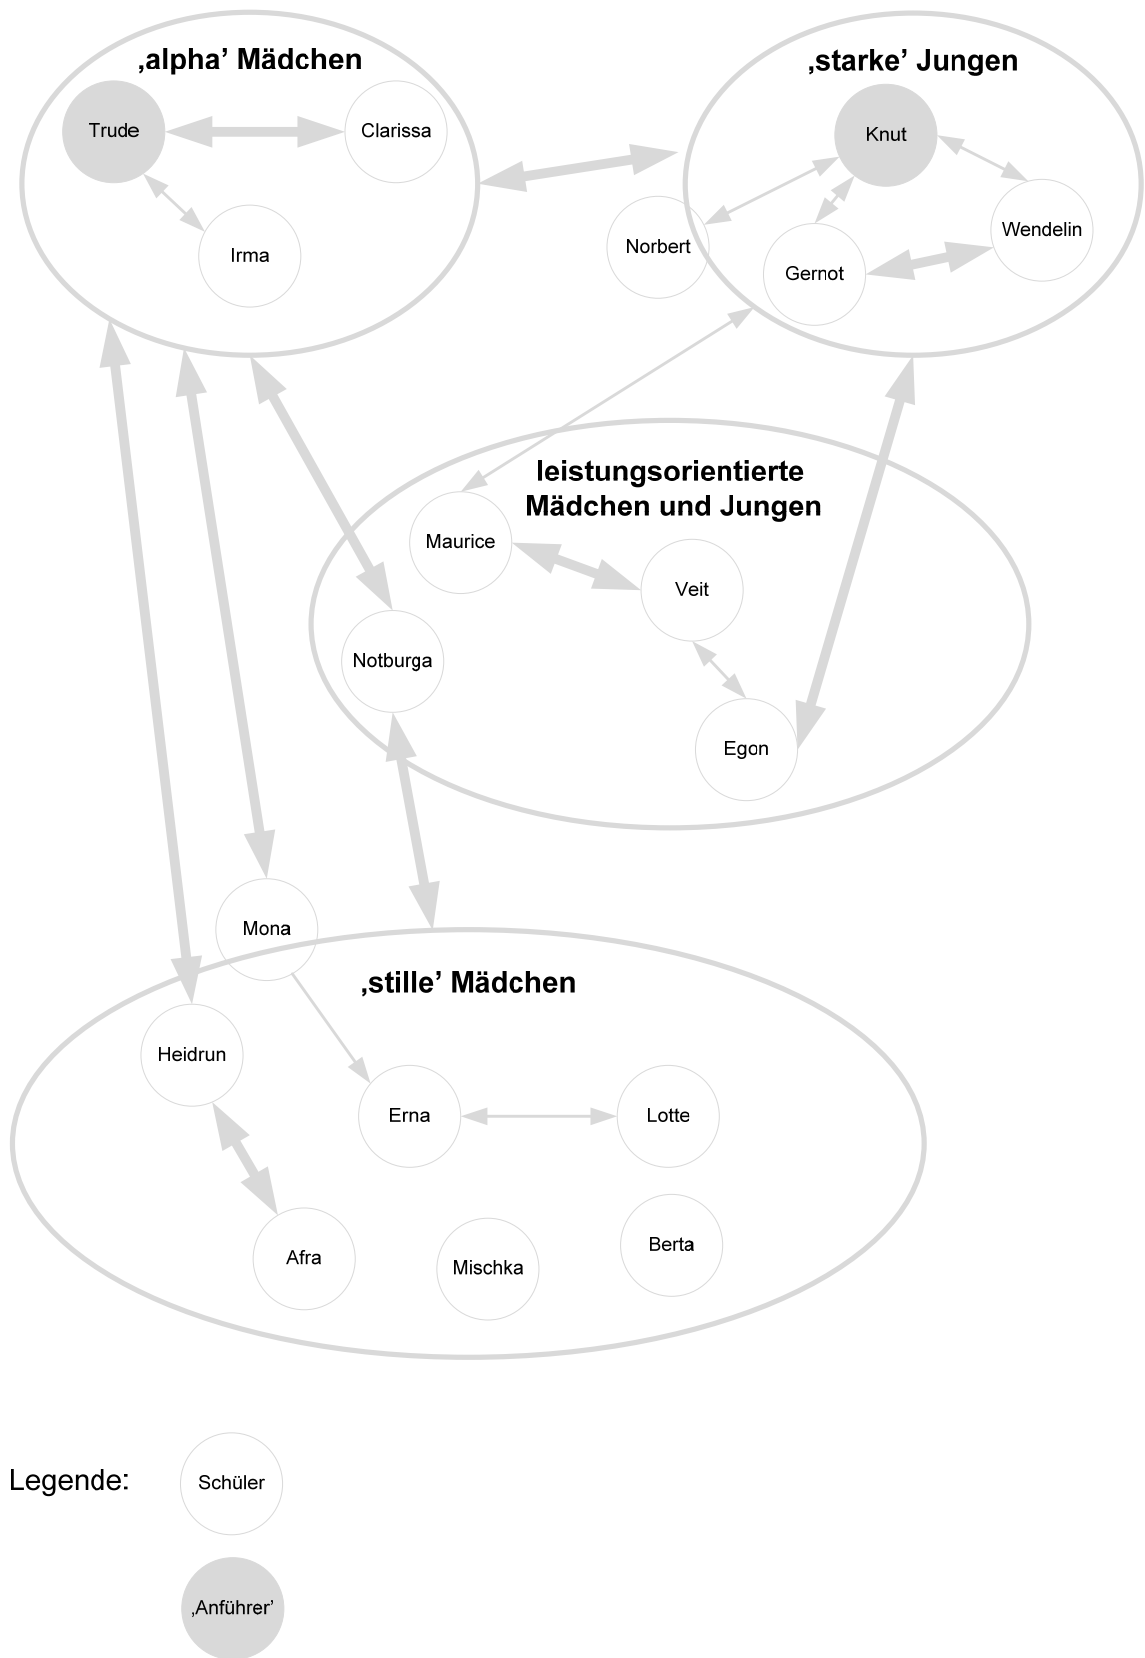 ‚alpha’ Mädchen
‚starke’ Jungen
Trude
Clarissa
Knut
Irma
Norbert
Wendelin
Gernot
leistungsorientierte
Mädchen und Jungen
Maurice
Veit
Notburga
Egon
Mona
‚stille’ Mädchen
Heidrun
Erna
Lotte
Afra
Mischka
Berta
Legende:
Schüler
‚Anführer’